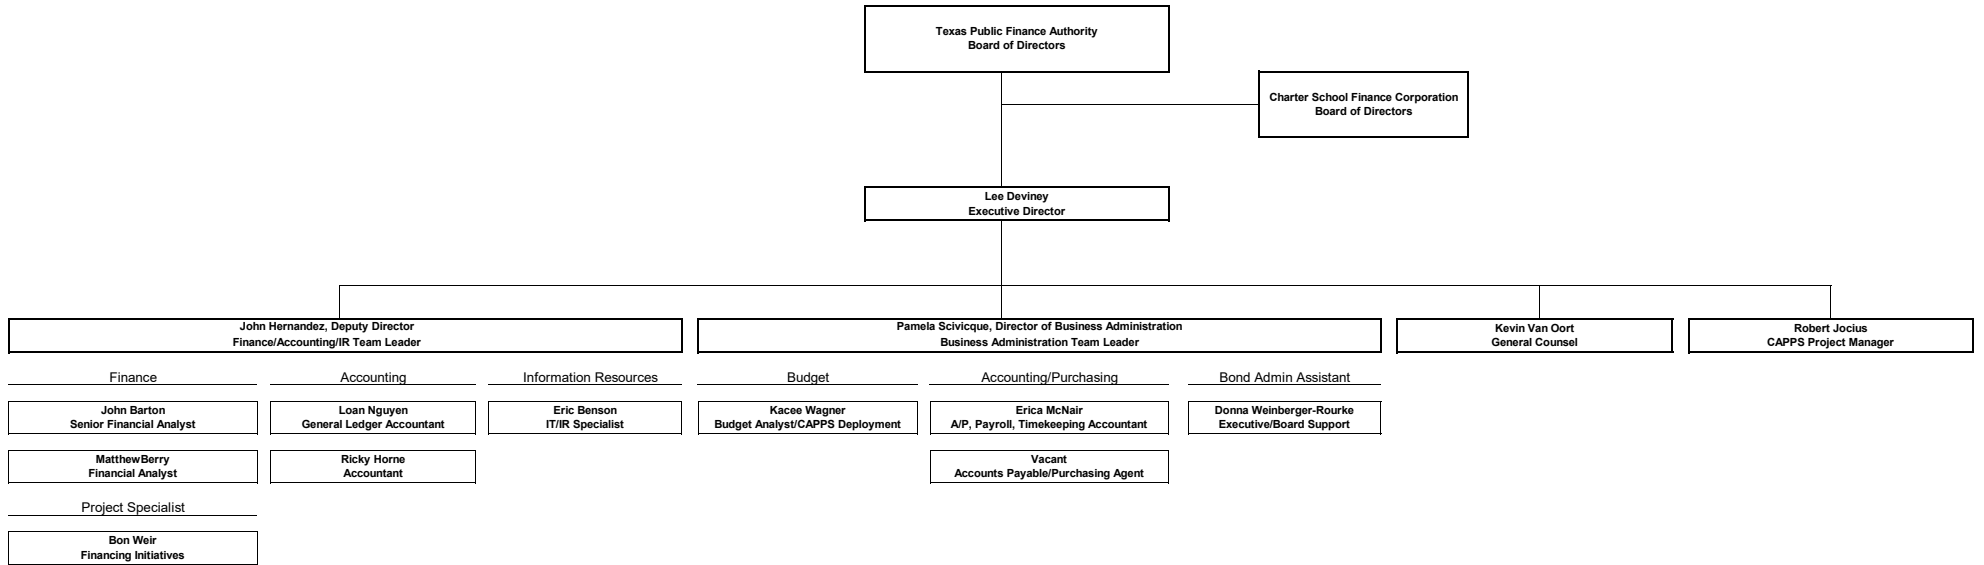 Texas Public Finance Authority
Board of Directors
Charter School Finance Corporation
Board of Directors
Lee Deviney
Executive Director
John Hernandez, Deputy Director
Finance/Accounting/IR Team Leader
Pamela Scivicque, Director of Business Administration
Business Administration Team Leader
Kevin Van Oort
General Counsel
Robert Jocius
CAPPS Project Manager
Finance
Accounting
Information Resources
Budget
Accounting/Purchasing
Bond Admin Assistant
John Barton
Senior Financial Analyst
Loan Nguyen
General Ledger Accountant
Eric Benson
IT/IR Specialist
Kacee Wagner
Budget Analyst/CAPPS Deployment
Erica McNair
A/P, Payroll, Timekeeping Accountant
Donna Weinberger-Rourke
Executive/Board Support
MatthewBerry
Financial Analyst
Ricky Horne
Accountant
Vacant
Accounts Payable/Purchasing Agent
Project Specialist
Bon Weir
Financing Initiatives